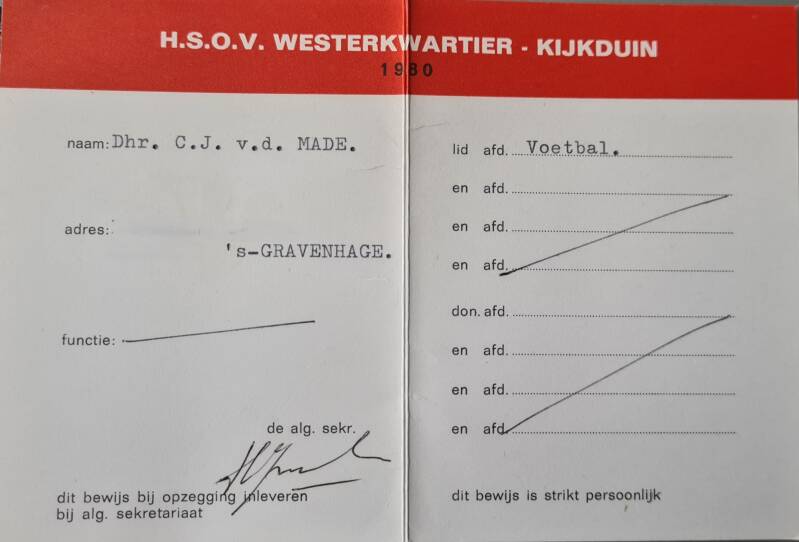 H.S.O.V. WESTERKWARTIER - KIJKDUIN
1980
naam: Dhr. C.J. v.d. MADE.
adres:
's-GRAVENHAGE.
functie:
de alg. sekr.
dit bewijs bij opzegging inleveren
bij alg. sekretariaat
lid afd. Voetbal.
en afd.
en afd.
en afd.
don. afd.
en afd.
en afd.
en afd.
dit bewijs is strikt persoonlijk